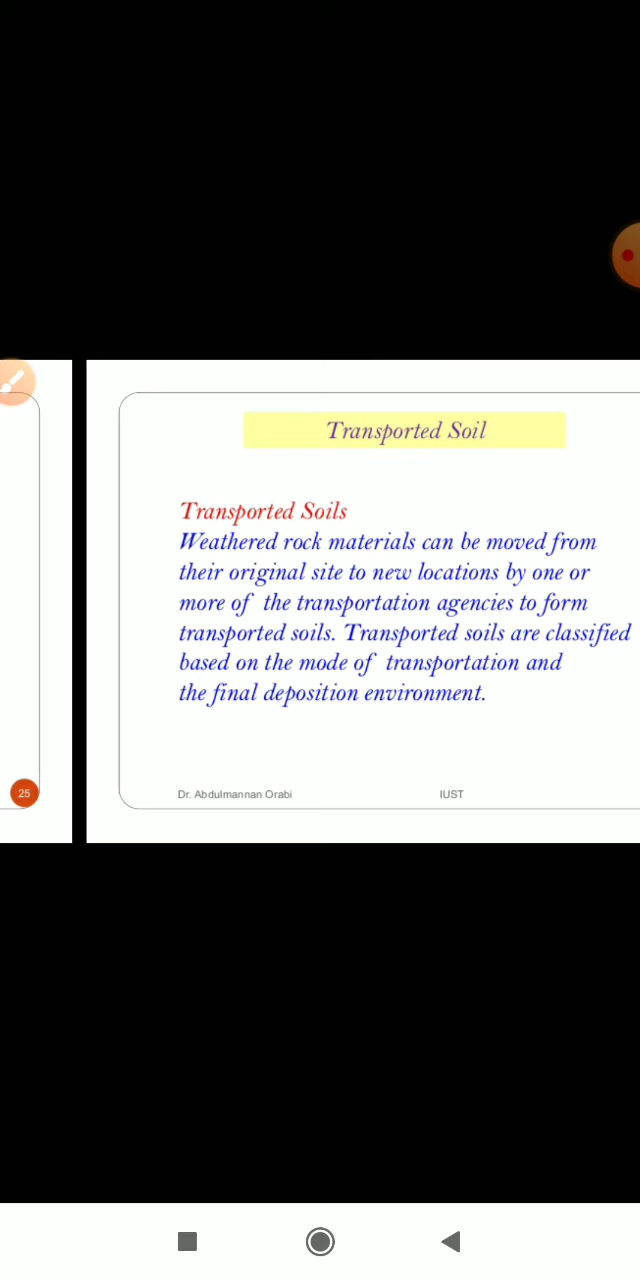 Transported Soil
Transported Soils
Weathered rock materials can be moved from
their original site to new locations by one or
more of the transportation agencies to form
transported soils. Transported soils are classified
based on the mode of transportation and
the final deposition environment.
25
Dr. Abdulmannan Orabi IUST